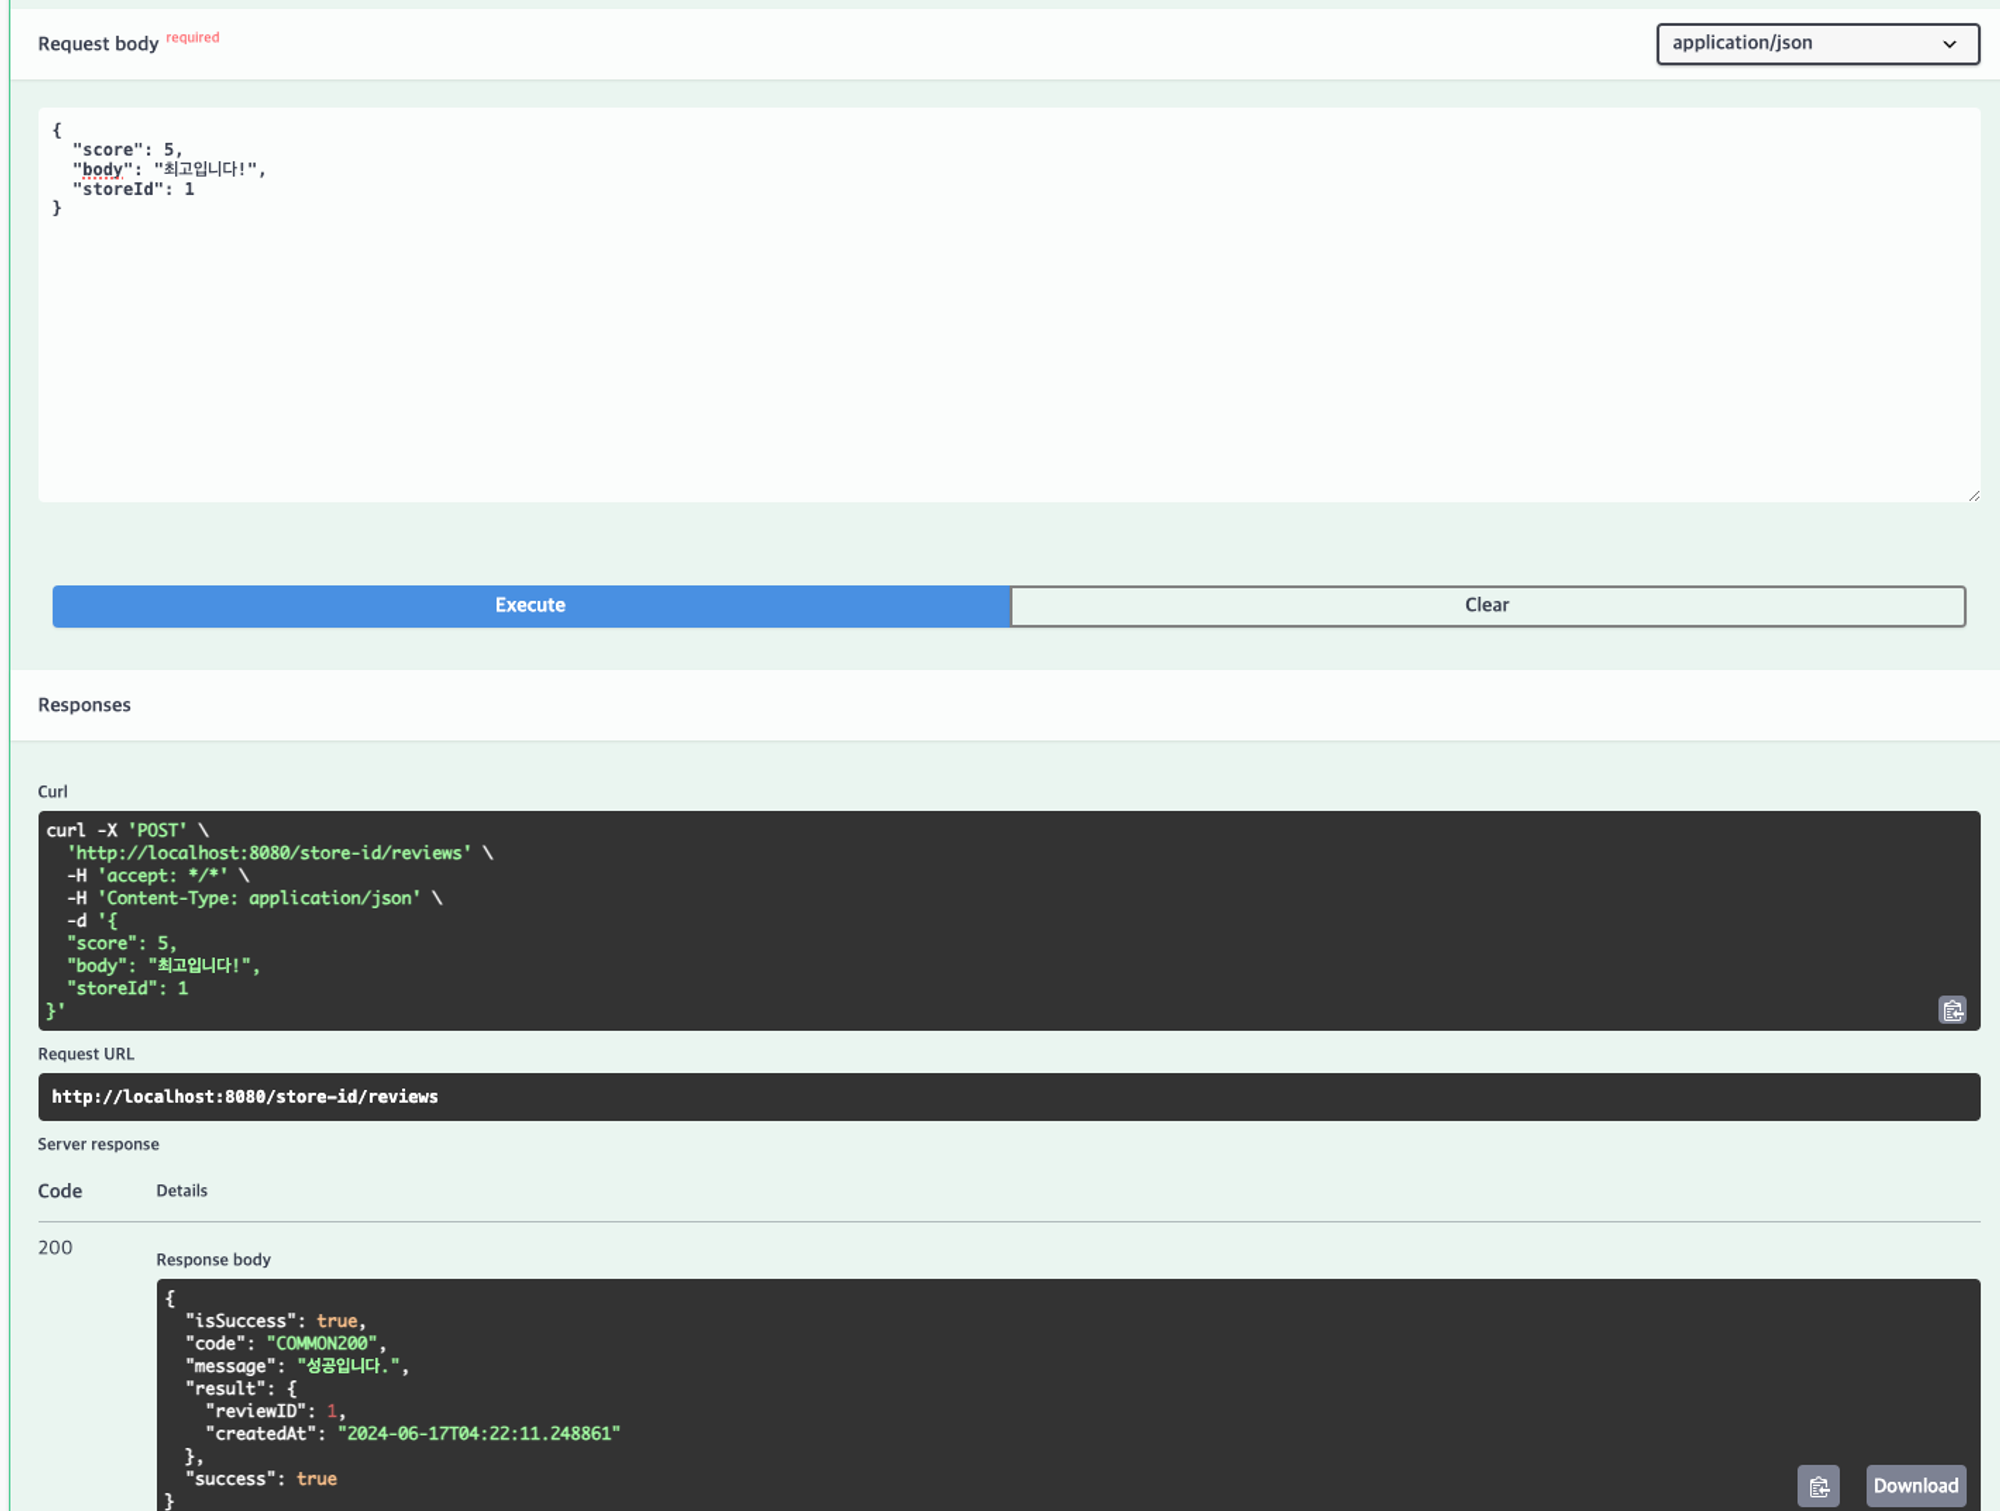 Request body required
application/json
{
  "score": 5,
  "body": "최고입니다!",
  "storeId": 1
}
Execute
Clear
Responses
Curl
curl -X 'POST' \
  'http://localhost:8080/store-id/reviews' \
  -H 'accept: */*' \
  -H 'Content-Type: application/json' \
  -d '{
  "score": 5,
  "body": "최고입니다!",
  "storeId": 1
}'
Request URL
http://localhost:8080/store-id/reviews
Server response
Code Details
200
Response body
{
  "isSuccess": true,
  "code": "COMMON200",
  "message": "성공입니다.",
  "result": {
    "reviewID": 1,
    "createdAt": "2024-06-17T04:22:11.248861"
  },
  "success": true
}
Download